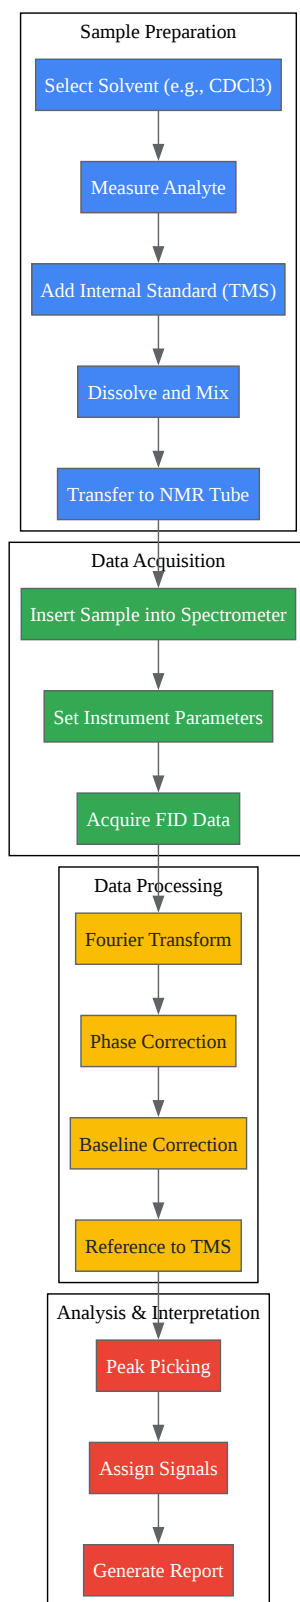 Sample Preparation
Select Solvent (e.g., CDCl3)
Measure Analyte
Add Internal Standard (TMS)
Dissolve and Mix
Transfer to NMR Tube
Data Acquisition
Insert Sample into Spectrometer
Set Instrument Parameters
Acquire FID Data
Data Processing
Fourier Transform
Phase Correction
Baseline Correction
Reference to TMS
Analysis & Interpretation
Peak Picking
Assign Signals
Generate Report